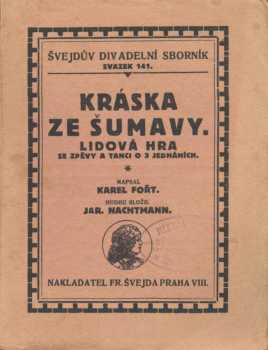 ŠVEJDŮV DIVADELNÍ SBORNÍK
SVAZEK 141.
KRÁSKA
ZE ŠUMAVY.
LIDOVÁ HRA
SE ZPĚVY A TANCI O 3 JEDNÁNÍCH.
NAPSAL
KAREL FOŘT.
HUDBU SLOŽIL
JAR. NACHTMANN.
NAKLADATEL FR. ŠVEJDA PRAHA VIII.